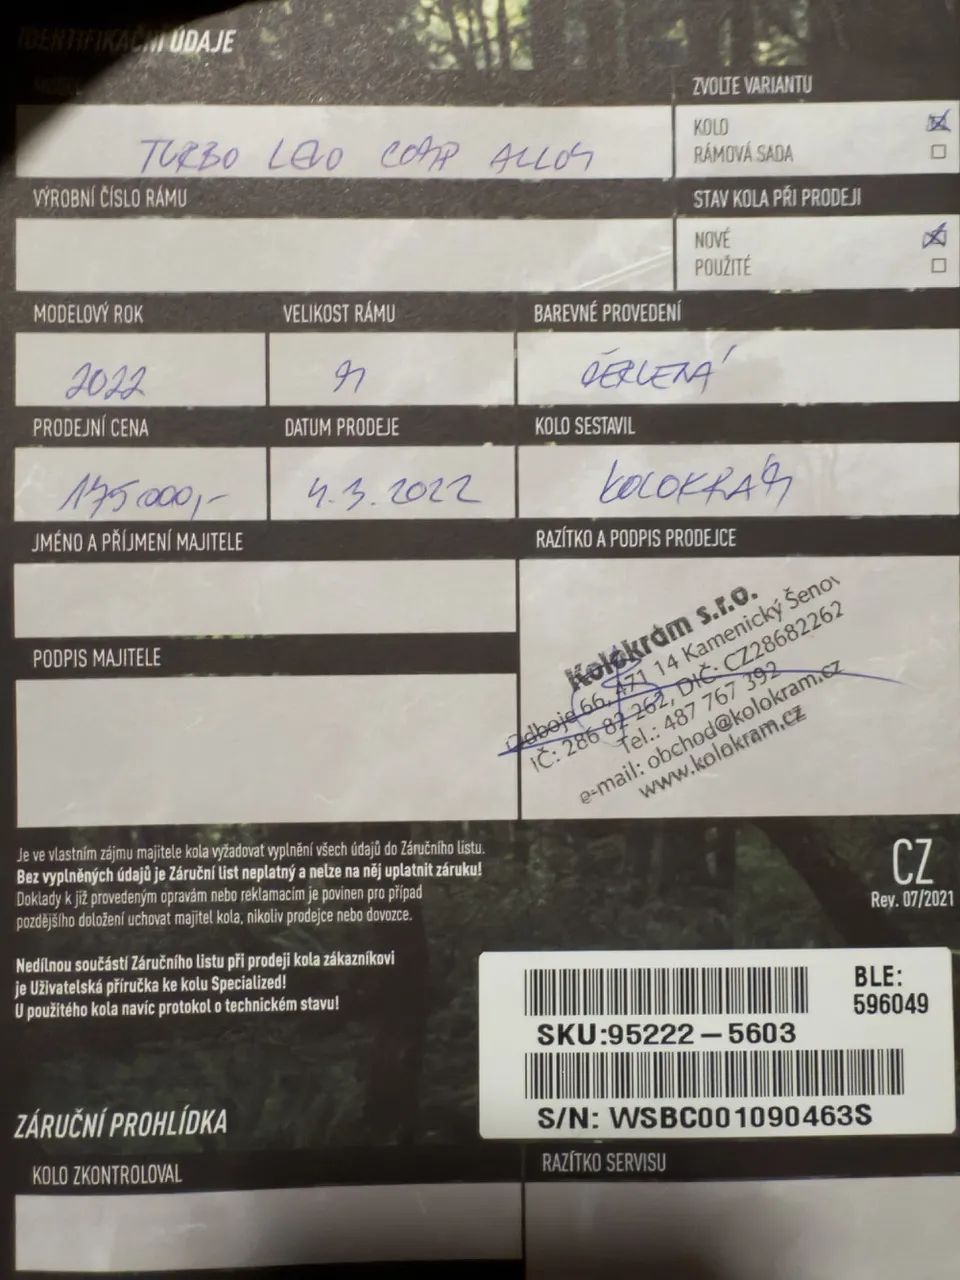 IDENTIFIKAČNÍ ÚDAJE
ZVOLTE VARIANTU
TURBO LEVO COMP ALLOY
KOLO
RÁMOVÁ SADA
VÝROBNÍ ČÍSLO RÁMU
STAV KOLA PŘI PRODEJI
NOVÉ
POUŽITÉ
MODELOVÝ ROK
VELIKOST RÁMU
BAREVNÉ PROVEDENÍ
2022
M
ČERVENÁ
PRODEJNÍ CENA
DATUM PRODEJE
KOLO SESTAVIL
175 000,-
4.3.2022
KOLOKRÁM
JMÉNO A PŘÍJMENÍ MAJITELE
RAZÍTKO A PODPIS PRODEJCE
Kolokrám s.r.o.
Odboje 66, 471 14 Kamenický Šenov
IČ: 286 82 262, DIČ: CZ28682262
Tel.: 487 767 392
e-mail: obchod@kolokram.cz
www.kolokram.cz
PODPIS MAJITELE
Je ve vlastním zájmu majitele kola vyžadovat vyplnění všech údajů do Záručního listu.
Bez vyplněných údajů je Záruční list neplatný a nelze na něj uplatnit záruku!
Doklady k již provedeným opravám nebo reklamacím je povinen pro případ
pozdějšího doložení uchovat majitel kola, nikoliv prodejce nebo dovozce.
CZ
Rev. 07/2021
Nedílnou součástí Záručního listu při prodeji kola zákazníkovi
je Uživatelská příručka ke kolu Specialized!
U použitého kola navíc protokol o technickém stavu!
BLE:
596049
SKU:95222-5603
S/N: WSBC001090463S
ZÁRUČNÍ PROHLÍDKA
KOLO ZKONTROLOVAL
RAZÍTKO SERVISU